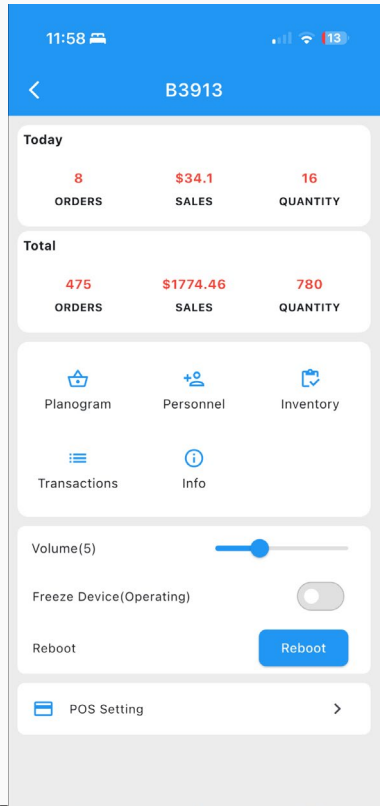 11:58
13
B3913
Today
8 $34.1 16
ORDERS SALES QUANTITY
Total
475 $1774.46 780
ORDERS SALES QUANTITY
Planogram Personnel Inventory
Transactions Info
Volume(5)
Freeze Device(Operating)
Reboot Reboot
POS Setting